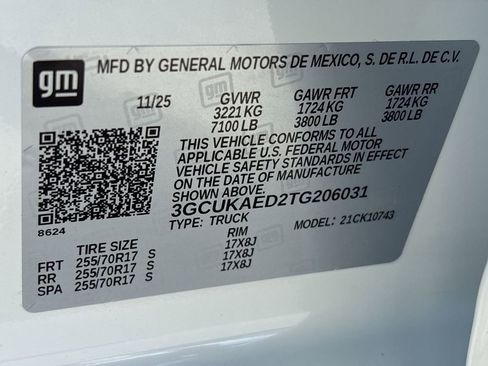 gm
MFD BY GENERAL MOTORS DE MEXICO, S. DE R.L. DE C.V.
11/25 GVWR GAWR FRT GAWR RR
3221 KG 1724 KG 1724 KG
7100 LB 3800 LB 3800 LB
THIS VEHICLE CONFORMS TO ALL
APPLICABLE U.S. FEDERAL MOTOR
VEHICLE SAFETY STANDARDS IN EFFECT
ON THE DATE OF MANUFACTURE
SHOWN ABOVE.
3GCUKAED2TG206031
8624 TYPE: TRUCK MODEL: 21CK10743
TIRE SIZE RIM
FRT 255/70R17 S 17X8J
RR 255/70R17 S 17X8J
SPA 255/70R17 S 17X8J